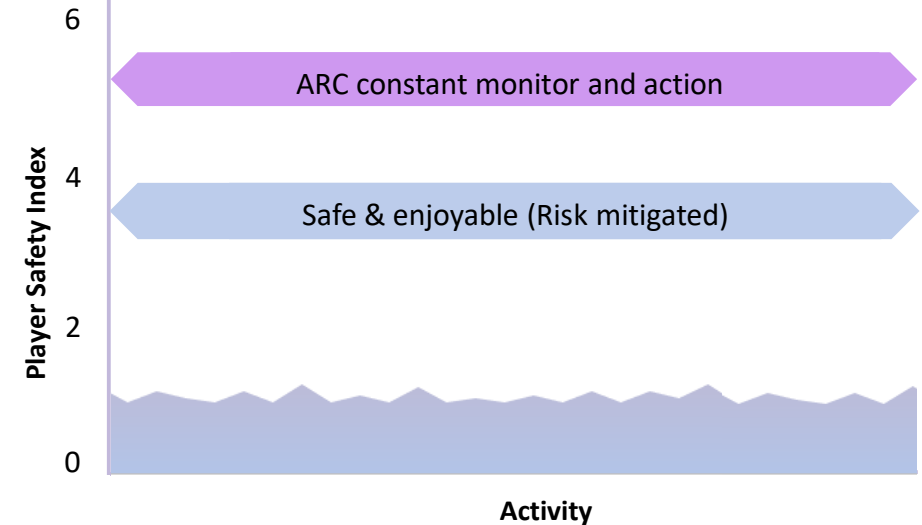 6
ARC constant monitor and action
4
Safe & enjoyable (Risk mitigated)
Player Safety Index
2
0
Activity